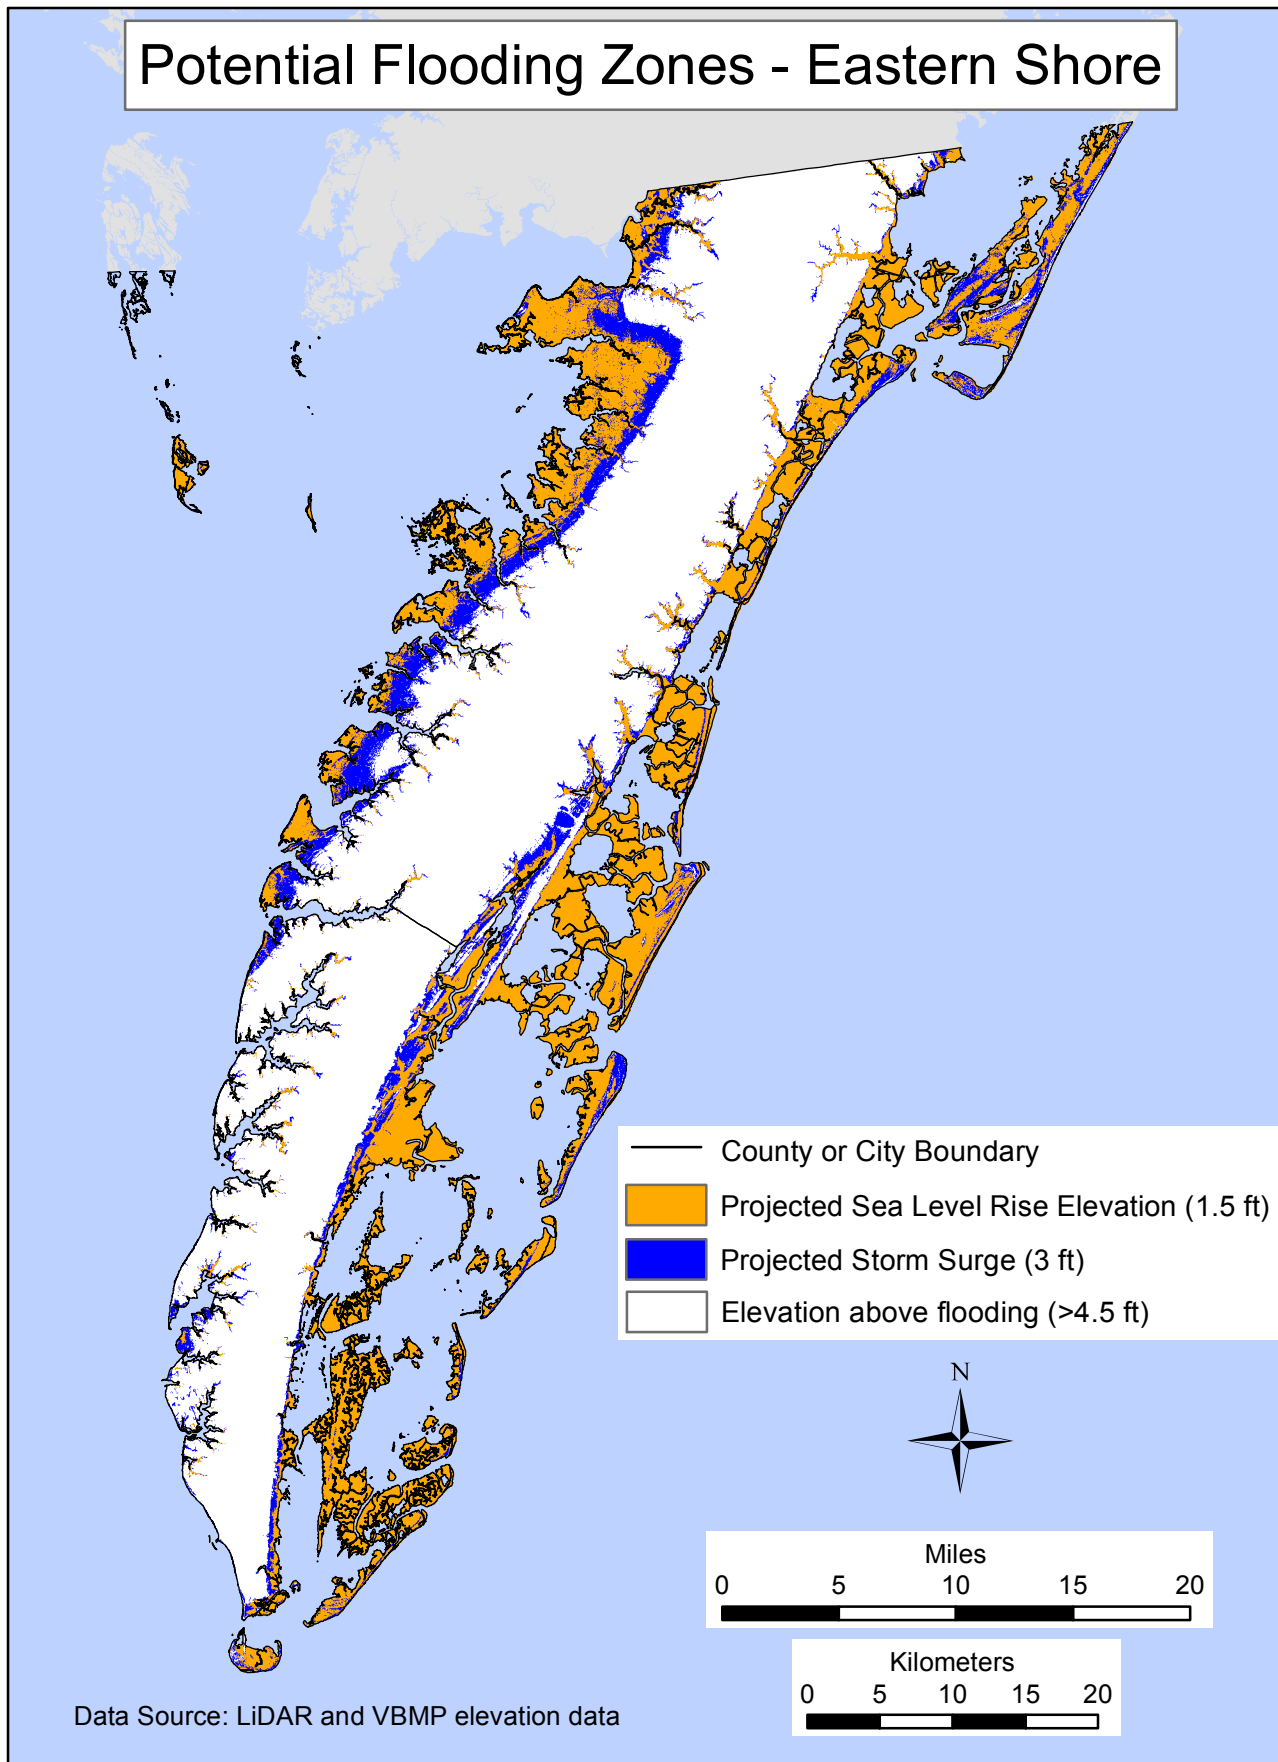 Potential Flooding Zones - Eastern Shore
County or City Boundary
Projected Sea Level Rise Elevation (1.5 ft)
Projected Storm Surge (3 ft)
Elevation above flooding (>4.5 ft)
N
Miles
0 5 10 15 20
Kilometers
0 5 10 15 20
Data Source: LiDAR and VBMP elevation data